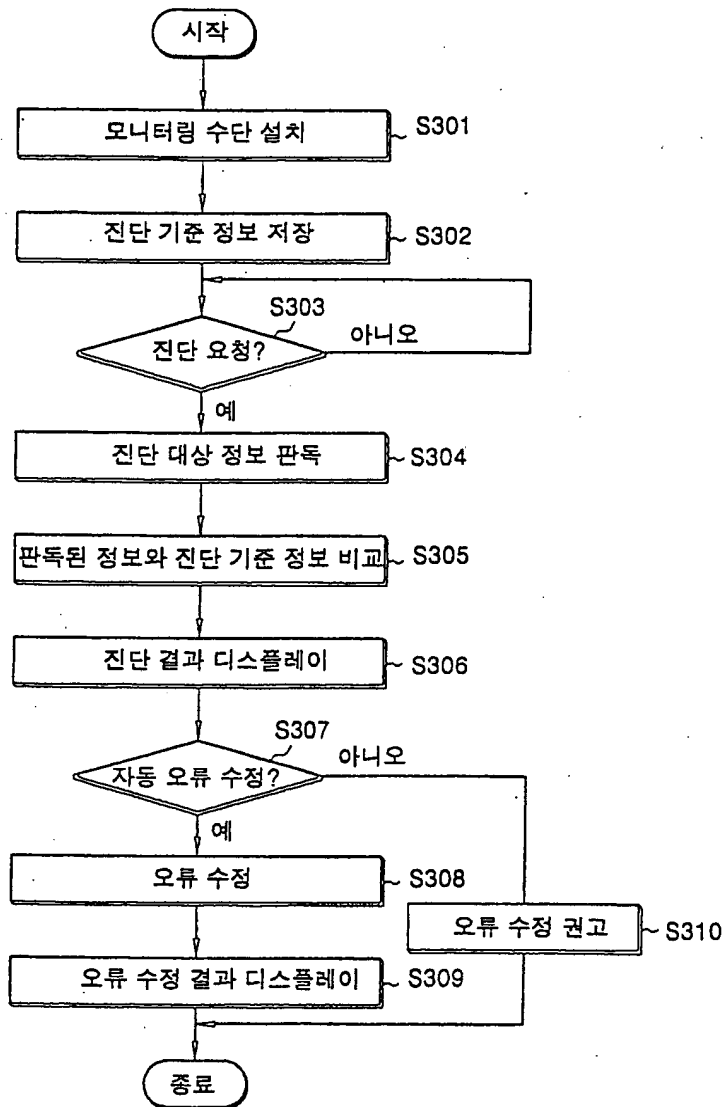 시작
모니터링 수단 설치
S301
진단 기준 정보 저장
S302
S303
진단 요청?
아니오
예
진단 대상 정보 판독
S304
판독된 정보와 진단 기준 정보 비교
S305
진단 결과 디스플레이
S306
S307
자동 오류 수정?
아니오
예
오류 수정
S308
오류 수정 권고
S310
오류 수정 결과 디스플레이
S309
종료